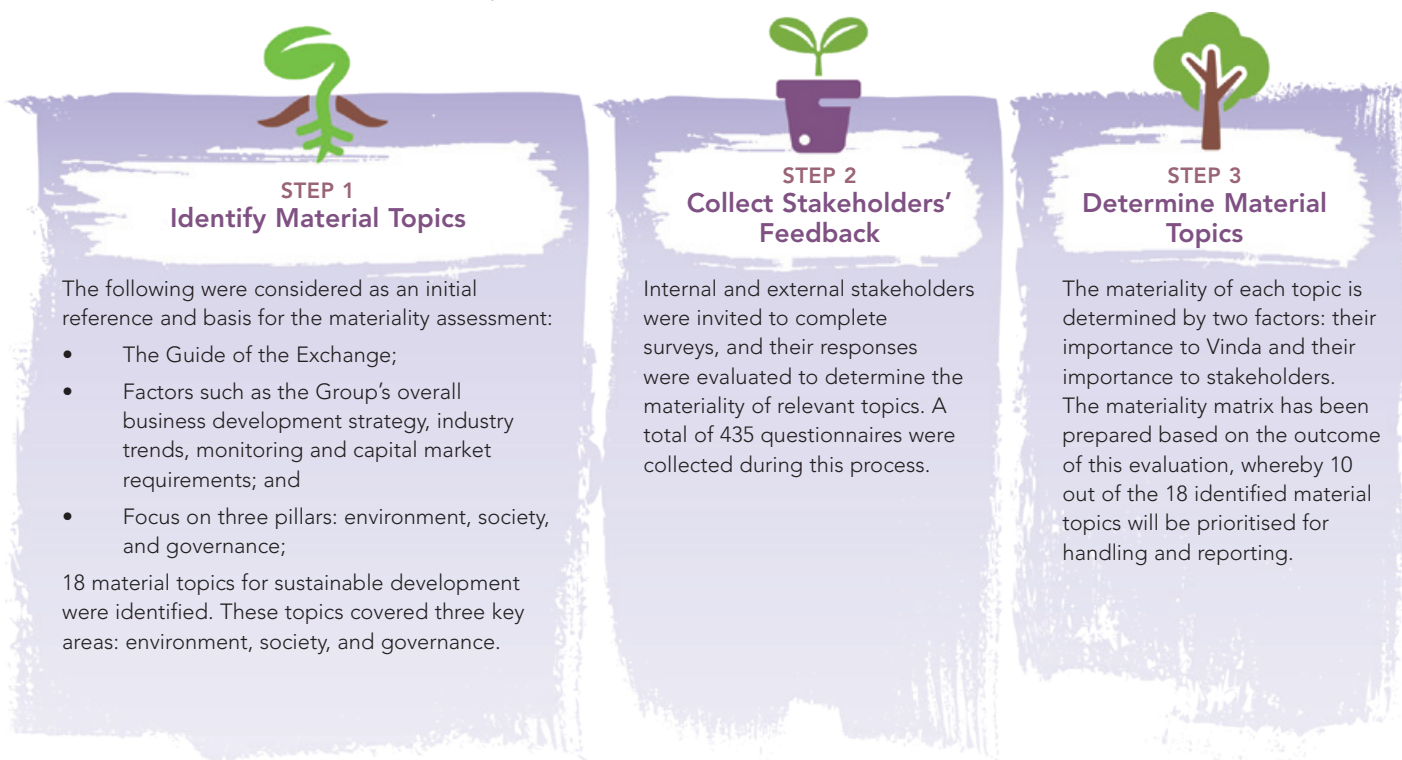 STEP 1
Identify Material Topics
The following were considered as an initial
reference and basis for the materiality assessment:
• The Guide of the Exchange;
• Factors such as the Group’s overall
business development strategy, industry
trends, monitoring and capital market
requirements; and
• Focus on three pillars: environment, society,
and governance;
18 material topics for sustainable development
were identified. These topics covered three key
areas: environment, society, and governance.
STEP 2
Collect Stakeholders’
Feedback
Internal and external stakeholders
were invited to complete
surveys, and their responses
were evaluated to determine the
materiality of relevant topics. A
total of 435 questionnaires were
collected during this process.
STEP 3
Determine Material
Topics
The materiality of each topic is
determined by two factors: their
importance to Vinda and their
importance to stakeholders.
The materiality matrix has been
prepared based on the outcome
of this evaluation, whereby 10
out of the 18 identified material
topics will be prioritised for
handling and reporting.